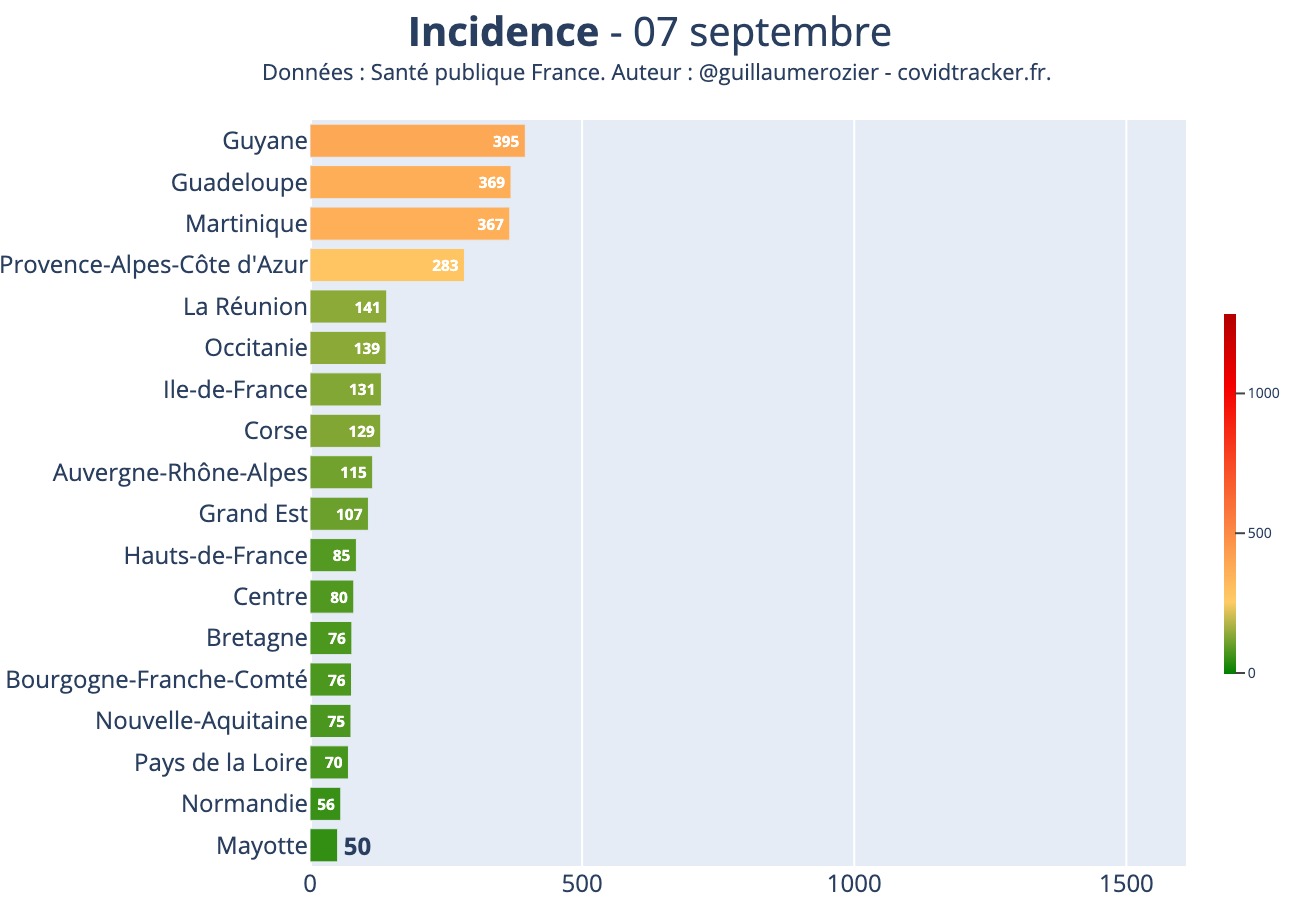 Incidence - 07 septembre
Données : Santé publique France. Auteur : @guillaumerozier - covidtracker.fr.
Guyane 395
Guadeloupe 369
Martinique 367
Provence-Alpes-Côte d'Azur 283
La Réunion 141
Occitanie 139
Ile-de-France 131
Corse 129
Auvergne-Rhône-Alpes 115
Grand Est 107
Hauts-de-France 85
Centre 80
Bretagne 76
Bourgogne-Franche-Comté 76
Nouvelle-Aquitaine 75
Pays de la Loire 70
Normandie 56
Mayotte 50
0 500 1000 1500
1000
500
0